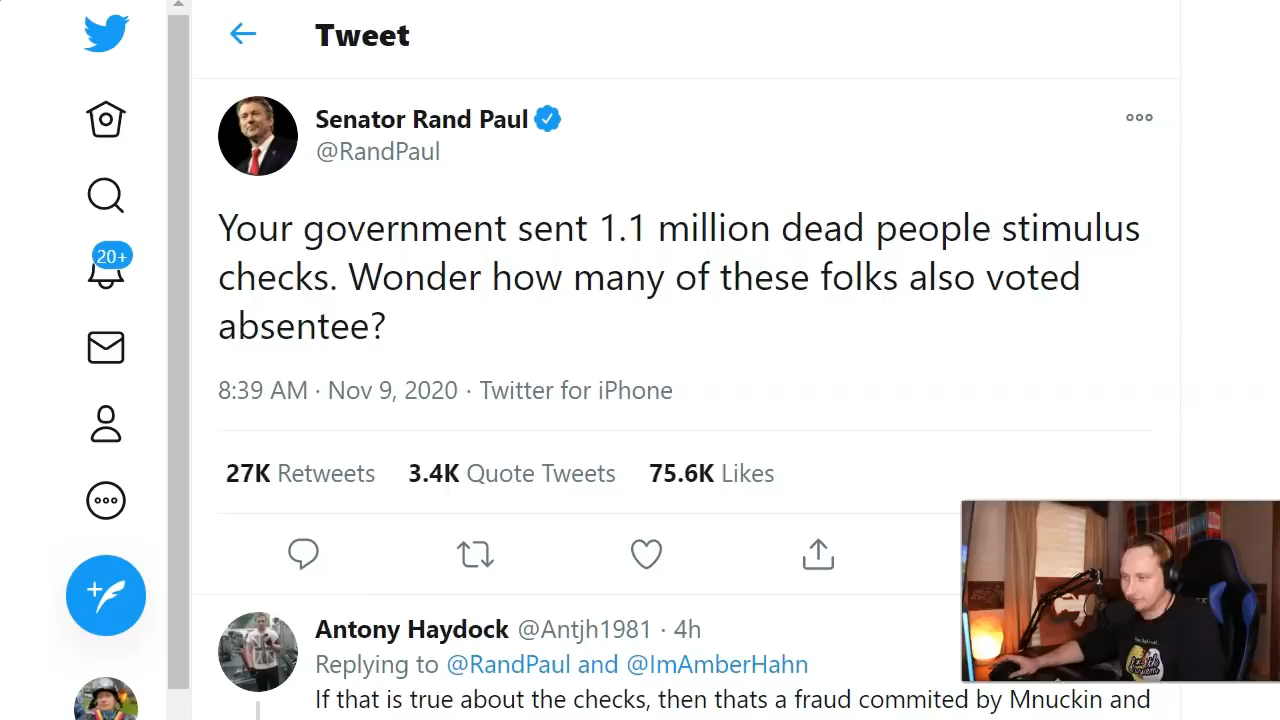 Tweet
Senator Rand Paul
@RandPaul
Your government sent 1.1 million dead people stimulus
checks. Wonder how many of these folks also voted
absentee?
8:39 AM · Nov 9, 2020 · Twitter for iPhone
27K Retweets 3.4K Quote Tweets 75.6K Likes
20+
Antony Haydock @Antjh1981 · 4h
Replying to @RandPaul and @ImAmberHahn
If that is true about the checks, then thats a fraud commited by Mnuckin and